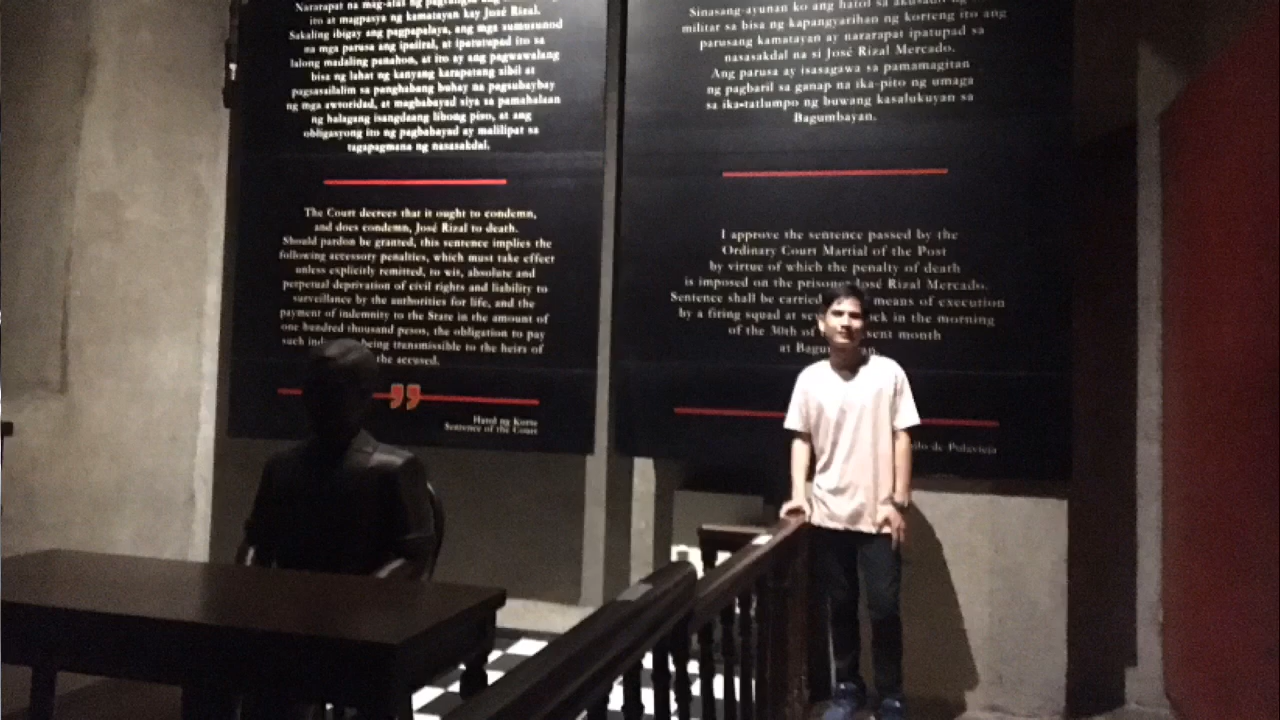 Nararapat na mag-alat ng
ito at magpasya ng kamatayan kay José Rizal.
Sakaling ibigay ang pagpapalaya, ang mga sumusunod
na mga parusa ang ipaiiral, at ipatutupad ito sa
lalong madaling panahon, at ito ay ang pagwawalang
bisa ng lahat ng kanyang karapatang sibil at
pagsasailalim sa panghabang buhay na pagsubaybay
ng mga awtoridad, at magbabayad siya sa pamahalaan
ng halagang isangdaang libong piso, at ang
obligasyong ito ng pagbabayad ay malilipat sa
tagapagmana ng nasasakdal.
The Court decrees that it ought to condemn,
and does condemn, José Rizal to death.
Should pardon be granted, this sentence implies the
following accessory penalties, which must take effect
unless explicitly remitted, to wit, absolute and
perpetual deprivation of civil rights and liability to
surveillance by the authorities for life, and the
payment of indemnity to the State in the amount of
one hundred thousand pesos, the obligation to pay
such being transmissible to the heirs of
the accused.
”
Hatol ng Korte
Sentence of the Court
Sinasang-ayunan ko ang hatol sa akusado ng
militar sa bisa ng kapangyarihan ng korteng ito ang
parusang kamatayan ay nararapat ipatupad sa
nasasakdal na si José Rizal Mercado.
Ang parusa ay isasagawa sa pamamagitan
ng pagbaril sa ganap na ika-pito ng umaga
sa ika-tatlumpo ng buwang kasalukuyan sa
Bagumbayan.
I approve the sentence passed by the
Ordinary Court Martial of the Post
by virtue of which the penalty of death
is imposed on the prisoner José Rizal Mercado.
Sentence shall be carried means of execution
by a firing squad at in the morning
of the 30th of month
at
de Polavieja